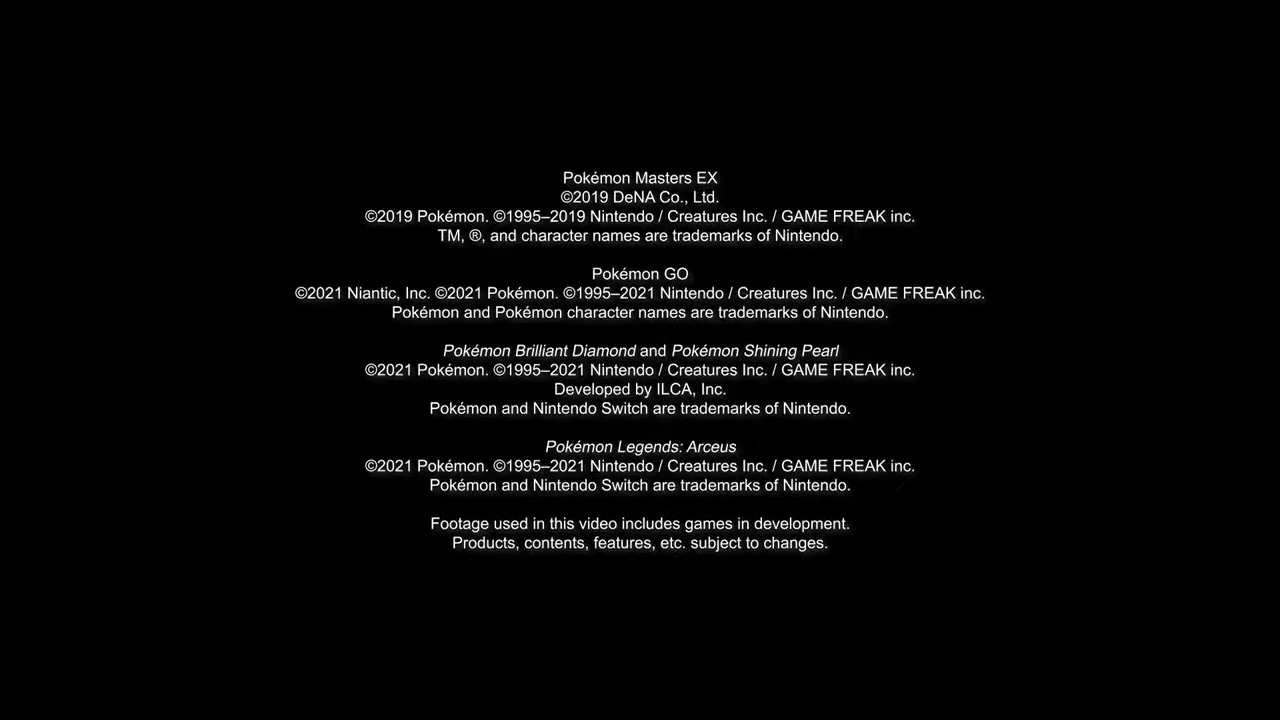 Pokémon Masters EX
©2019 DeNA Co., Ltd.
©2019 Pokémon. ©1995–2019 Nintendo / Creatures Inc. / GAME FREAK inc.
TM, ®, and character names are trademarks of Nintendo.
Pokémon GO
©2021 Niantic, Inc. ©2021 Pokémon. ©1995–2021 Nintendo / Creatures Inc. / GAME FREAK inc.
Pokémon and Pokémon character names are trademarks of Nintendo.
Pokémon Brilliant Diamond and Pokémon Shining Pearl
©2021 Pokémon. ©1995–2021 Nintendo / Creatures Inc. / GAME FREAK inc.
Developed by ILCA, Inc.
Pokémon and Nintendo Switch are trademarks of Nintendo.
Pokémon Legends: Arceus
©2021 Pokémon. ©1995–2021 Nintendo / Creatures Inc. / GAME FREAK inc.
Pokémon and Nintendo Switch are trademarks of Nintendo.
Footage used in this video includes games in development.
Products, contents, features, etc. subject to changes.